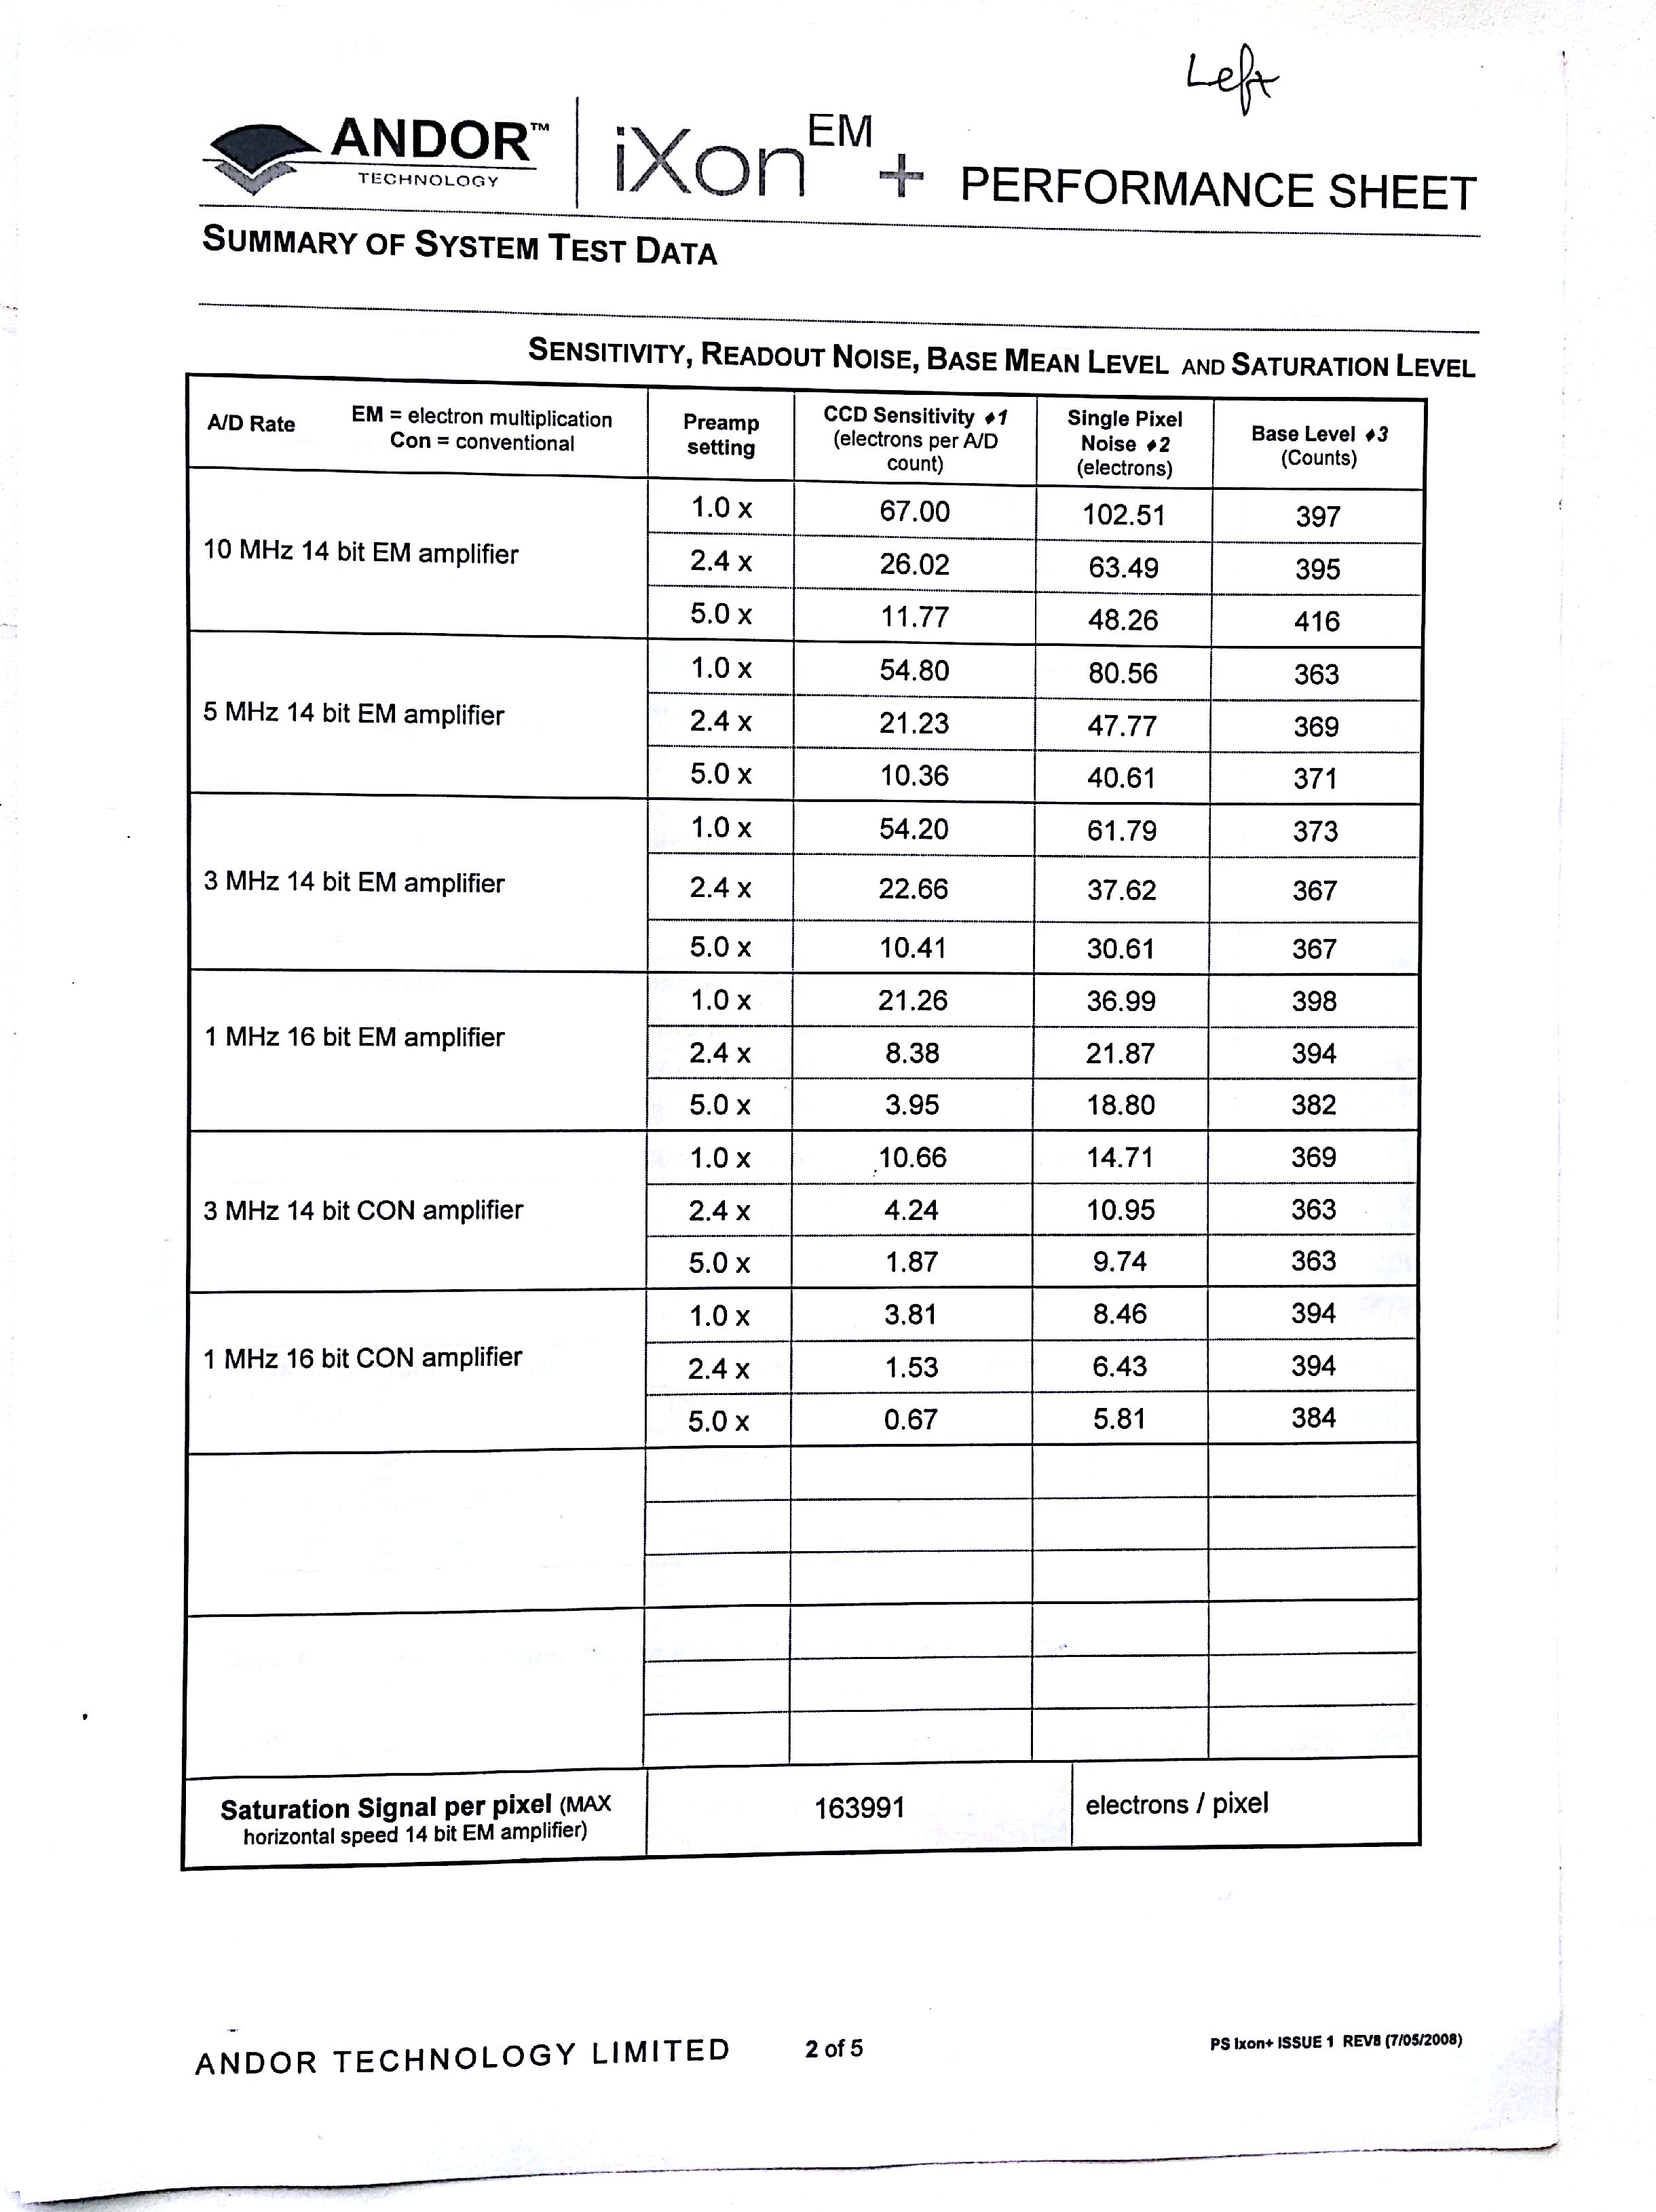 Left
ANDOR™
TECHNOLOGY
iXon EM +
PERFORMANCE SHEET
SUMMARY OF SYSTEM TEST DATA
SENSITIVITY, READOUT NOISE, BASE MEAN LEVEL AND SATURATION LEVEL
A/D Rate EM = electron multiplication Con = conventional | Preamp setting | CCD Sensitivity ♦1 (electrons per A/D count) | Single Pixel Noise ♦2 (electrons) | Base Level ♦3 (Counts)
10 MHz 14 bit EM amplifier
1.0 x 67.00 102.51 397
2.4 x 26.02 63.49 395
5.0 x 11.77 48.26 416
5 MHz 14 bit EM amplifier
1.0 x 54.80 80.56 363
2.4 x 21.23 47.77 369
5.0 x 10.36 40.61 371
3 MHz 14 bit EM amplifier
1.0 x 54.20 61.79 373
2.4 x 22.66 37.62 367
5.0 x 10.41 30.61 367
1 MHz 16 bit EM amplifier
1.0 x 21.26 36.99 398
2.4 x 8.38 21.87 394
5.0 x 3.95 18.80 382
3 MHz 14 bit CON amplifier
1.0 x 10.66 14.71 369
2.4 x 4.24 10.95 363
5.0 x 1.87 9.74 363
1 MHz 16 bit CON amplifier
1.0 x 3.81 8.46 394
2.4 x 1.53 6.43 394
5.0 x 0.67 5.81 384
Saturation Signal per pixel (MAX
horizontal speed 14 bit EM amplifier)
163991 electrons / pixel
ANDOR TECHNOLOGY LIMITED 2 of 5 PS Ixon+ ISSUE 1 REV8 (7/05/2008)